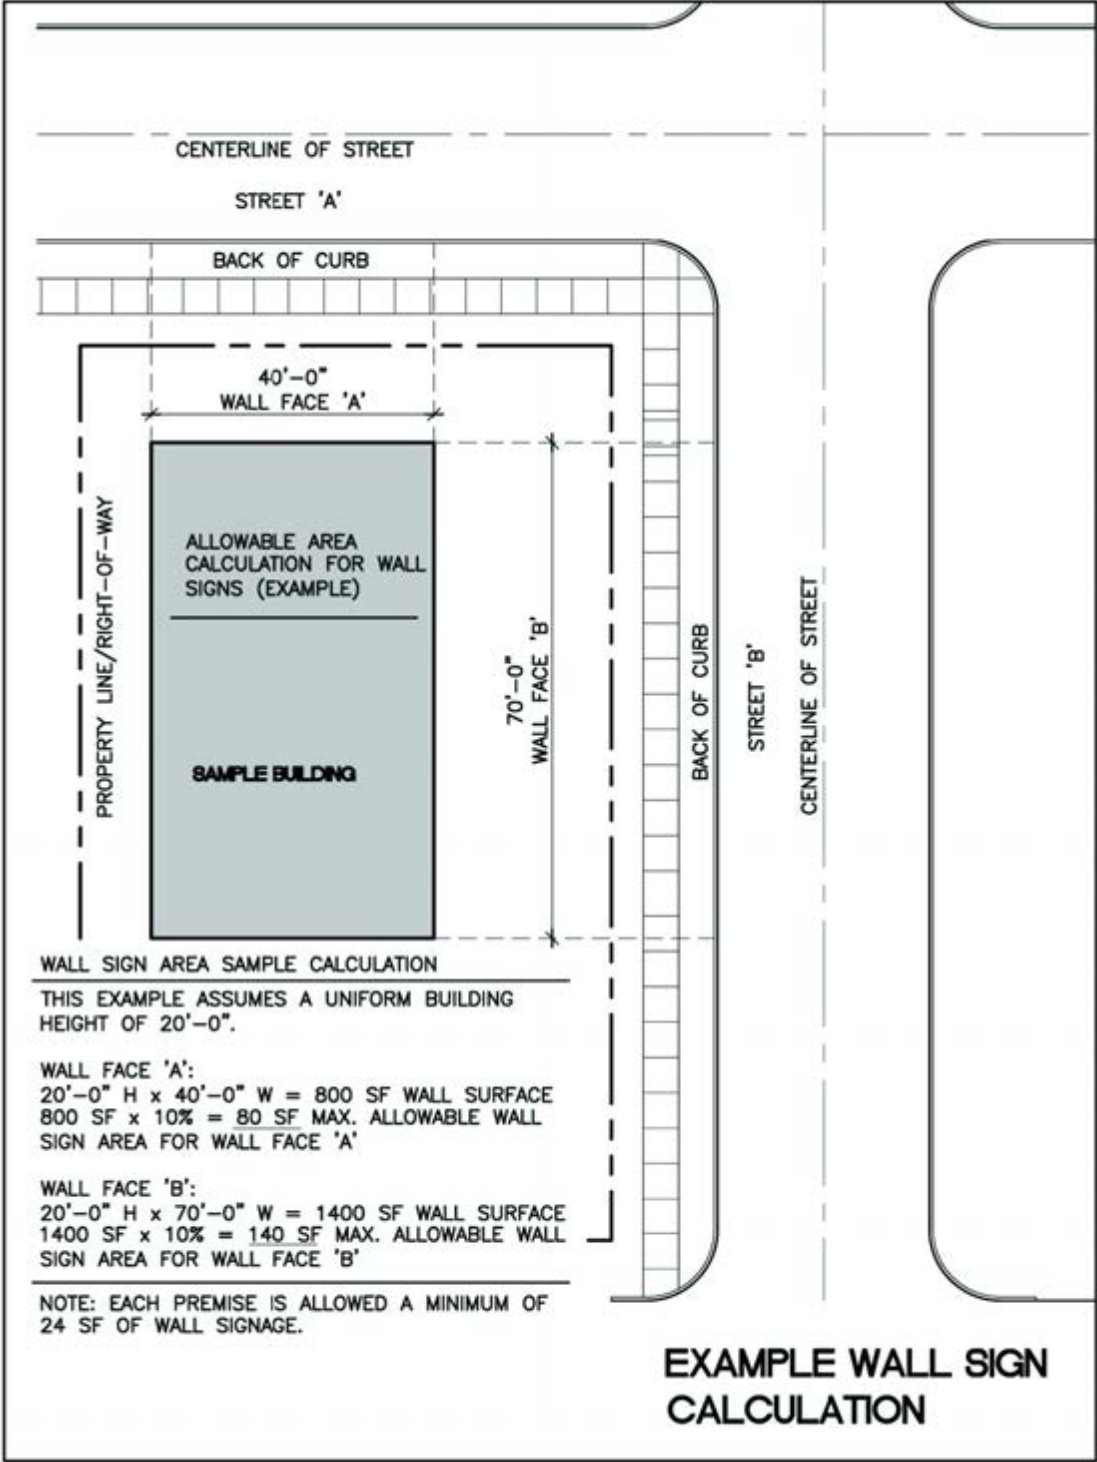 CENTERLINE OF STREET
STREET 'A'
BACK OF CURB
40'-0"
WALL FACE 'A'
PROPERTY LINE/RIGHT-OF-WAY
ALLOWABLE AREA
CALCULATION FOR WALL
SIGNS (EXAMPLE)
SAMPLE BUILDING
70'-0"
WALL FACE 'B'
BACK OF CURB
STREET 'B'
CENTERLINE OF STREET
WALL SIGN AREA SAMPLE CALCULATION
THIS EXAMPLE ASSUMES A UNIFORM BUILDING
HEIGHT OF 20'-0".
WALL FACE 'A':
20'-0" H x 40'-0" W = 800 SF WALL SURFACE
800 SF x 10% = 80 SF MAX. ALLOWABLE WALL
SIGN AREA FOR WALL FACE 'A'
WALL FACE 'B':
20'-0" H x 70'-0" W = 1400 SF WALL SURFACE
1400 SF x 10% = 140 SF MAX. ALLOWABLE WALL
SIGN AREA FOR WALL FACE 'B'
NOTE: EACH PREMISE IS ALLOWED A MINIMUM OF
24 SF OF WALL SIGNAGE.
EXAMPLE WALL SIGN
CALCULATION